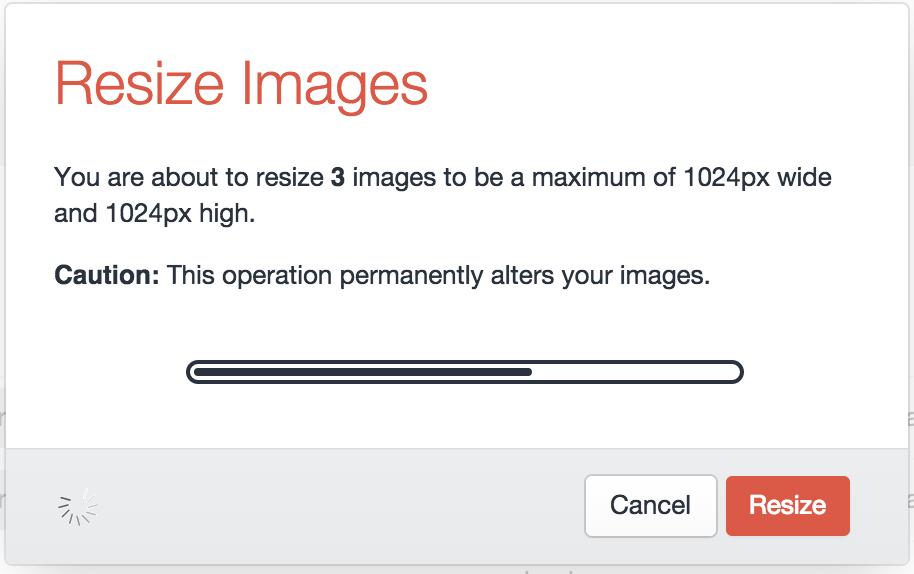 Resize Images
You are about to resize 3 images to be a maximum of 1024px wide
and 1024px high.
Caution: This operation permanently alters your images.
Cancel
Resize